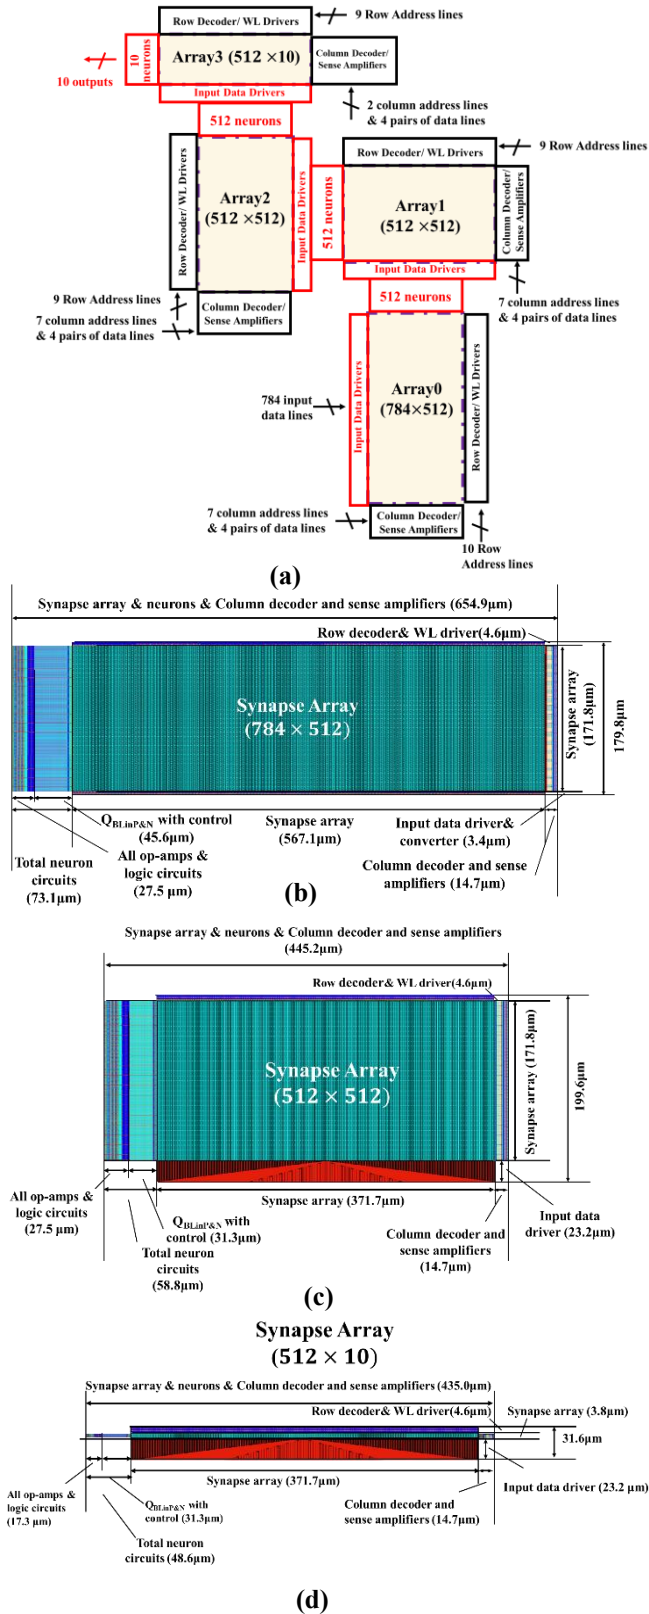 Row Decoder/ WL Drivers
9 Row Address lines
10 neurons
Array3 (512 ×10)
Column Decoder/
Sense Amplifiers
10 outputs
Input Data Drivers
512 neurons
2 column address lines
& 4 pairs of data lines
Row Decoder/ WL Drivers
9 Row Address lines
Row Decoder/ WL Drivers
Array2
(512 ×512)
Input Data Drivers
512 neurons
Array1
(512 ×512)
Column Decoder/
Sense Amplifiers
Input Data Drivers
9 Row Address lines
7 column address lines
& 4 pairs of data lines
Column Decoder/
Sense Amplifiers
512 neurons
7 column address lines
& 4 pairs of data lines
784 input
data lines
Input Data Drivers
Array0
(784×512)
Row Decoder/ WL Drivers
7 column address lines
& 4 pairs of data lines
Column Decoder/
Sense Amplifiers
10 Row
Address lines
(a)
Synapse array & neurons & Column decoder and sense amplifiers (654.9μm)
Row decoder& WL driver(4.6μm)
Synapse Array
(784 × 512)
Synapse array
(171.8μm)
179.8μm
QBLinP&N with control
(45.6μm)
Synapse array
(567.1μm)
Input data driver&
converter (3.4μm)
Total neuron
circuits
(73.1μm)
All op-amps &
logic circuits
(27.5 μm)
Column decoder and sense
amplifiers (14.7μm)
(b)
Synapse array & neurons & Column decoder and sense amplifiers
(445.2μm)
Row decoder& WL driver(4.6μm)
Synapse Array
(512 × 512)
Synapse array (171.8μm)
199.6μm
All op-amps &
logic circuits
(27.5 μm)
Synapse array (371.7μm)
QBLinP&N with
control (31.3μm)
Total neuron
circuits
(58.8μm)
Column decoder and
sense amplifiers
(14.7μm)
Input data
driver (23.2μm)
(c)
Synapse Array
(512 × 10)
Synapse array & neurons & Column decoder and sense amplifiers (435.0μm)
Row decoder& WL driver(4.6μm)
Synapse array (3.8μm)
31.6μm
All op-amps &
logic circuits
(17.3 μm)
Synapse array (371.7μm)
QBLinP&N with
control (31.3μm)
Column decoder and
sense amplifiers (14.7μm)
Input data driver (23.2 μm)
Total neuron
circuits (48.6μm)
(d)